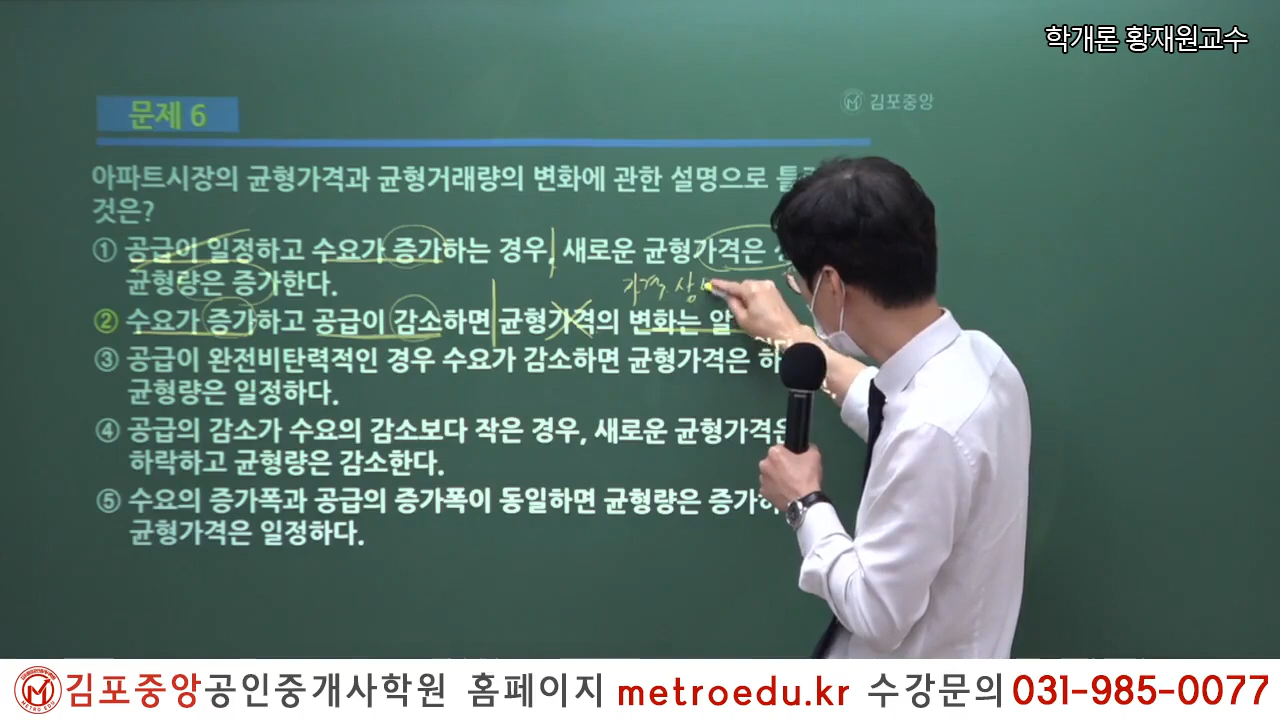 학개론 황재원교수
김포중앙
문제 6
아파트시장의 균형가격과 균형거래량의 변화에 관한 설명으로
것은?
① 공급이 일정하고 수요가 증가하는 경우, 새로운 균형가격은
균형량은 증가한다.
가격 상
② 수요가 증가하고 공급이 감소하면 균형가격의 변화는 알
③ 공급이 완전비탄력적인 경우 수요가 감소하면 균형가격은
균형량은 일정하다.
④ 공급의 감소가 수요의 감소보다 작은 경우, 새로운 균형가격은
하락하고 균형량은 감소한다.
⑤ 수요의 증가폭과 공급의 증가폭이 동일하면 균형량은
균형가격은 일정하다.
METRO EDU
김포중앙공인중개사학원 홈페이지 metroedu.kr 수강문의 031-985-0077